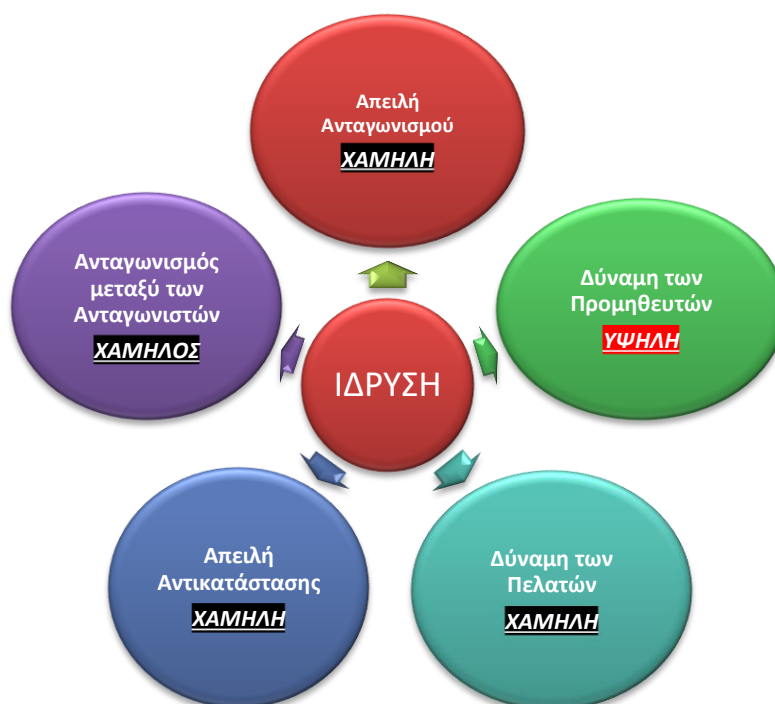 Απειλή
Ανταγωνισμού
ΧΑΜΗΛΗ
Ανταγωνισμός
μεταξύ των
Ανταγωνιστών
ΧΑΜΗΛΟΣ
Δύναμη των
Προμηθευτών
ΥΨΗΛΗ
ΙΔΡΥΣΗ
Απειλή
Αντικατάστασης
ΧΑΜΗΛΗ
Δύναμη των
Πελατών
ΧΑΜΗΛΗ